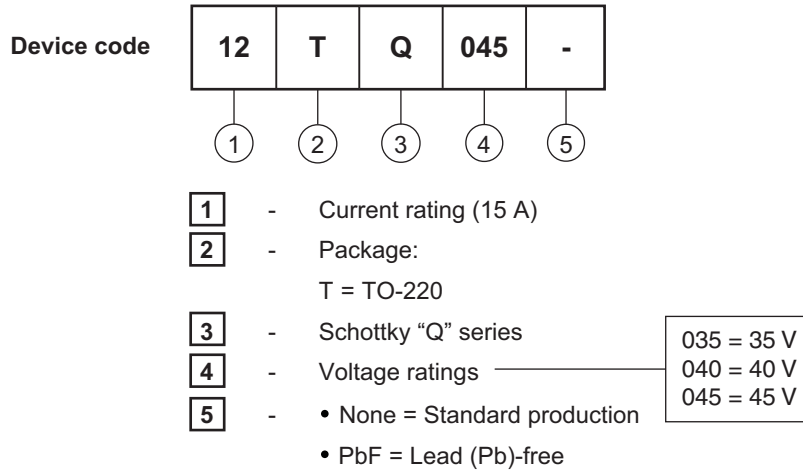 Device code 12 T Q 045 -
1 2 3 4 5
1 - Current rating (15 A)
2 - Package:
T = TO-220
3 - Schottky “Q” series
4 - Voltage ratings
5 - • None = Standard production
• PbF = Lead (Pb)-free
035 = 35 V
040 = 40 V
045 = 45 V